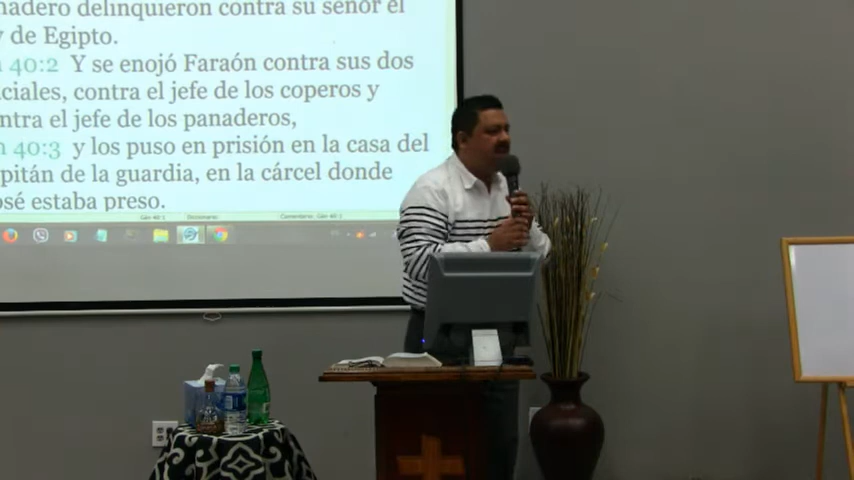 nadero delinquieron contra su señor el
y de Egipto.
40:2 Y se enojó Faraón contra sus dos
ciales, contra el jefe de los coperos y
ntra el jefe de los panaderos,
n 40:3 y los puso en prisión en la casa del
pitán de la guardia, en la cárcel donde
osé estaba preso.